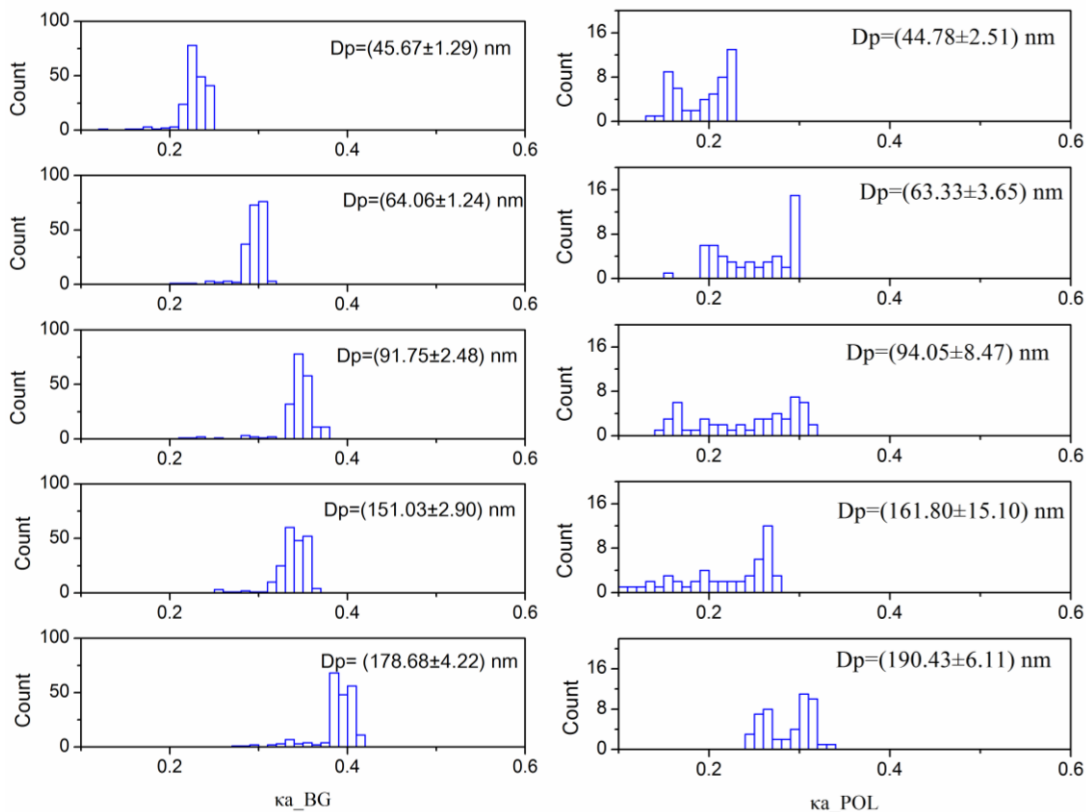 100
50
0
Count
Dp=(45.67±1.29) nm
0.2
0.4
0.6
16
8
0
Count
Dp=(44.78±2.51) nm
0.2
0.4
0.6
100
50
0
Count
Dp=(64.06±1.24) nm
0.2
0.4
0.6
16
8
0
Count
Dp=(63.33±3.65) nm
0.2
0.4
0.6
100
50
0
Count
Dp=(91.75±2.48) nm
0.2
0.4
0.6
16
8
0
Count
Dp=(94.05±8.47) nm
0.2
0.4
0.6
100
50
0
Count
Dp=(151.03±2.90) nm
0.2
0.4
0.6
16
8
0
Count
Dp=(161.80±15.10) nm
0.2
0.4
0.6
100
50
0
Count
Dp= (178.68±4.22) nm
0.2
0.4
0.6
κa_BG
16
8
0
Count
Dp=(190.43±6.11) nm
0.2
0.4
0.6
κa_POL